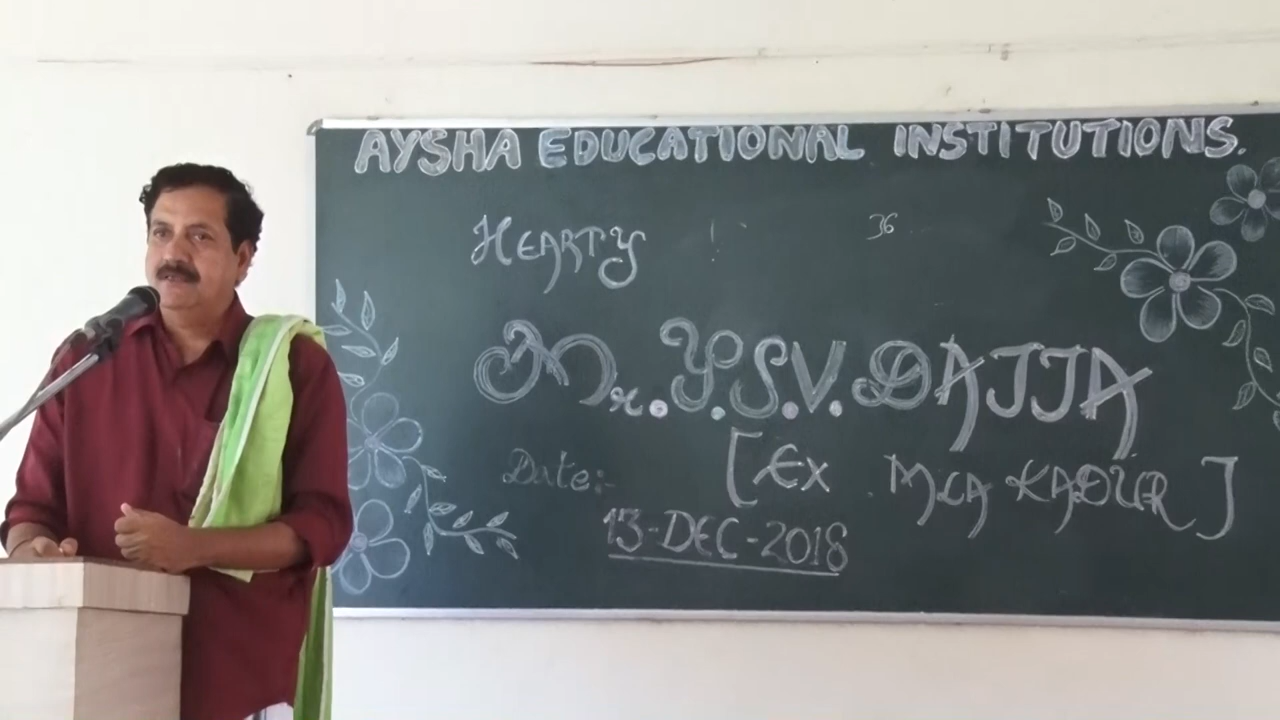 AYSHA EDUCATIONAL INSTITUTIONS.
HEARTY
36
Mr. Y.S.V. DATTA
[Ex MLA KADUR]
Date:-
13-DEC-2018